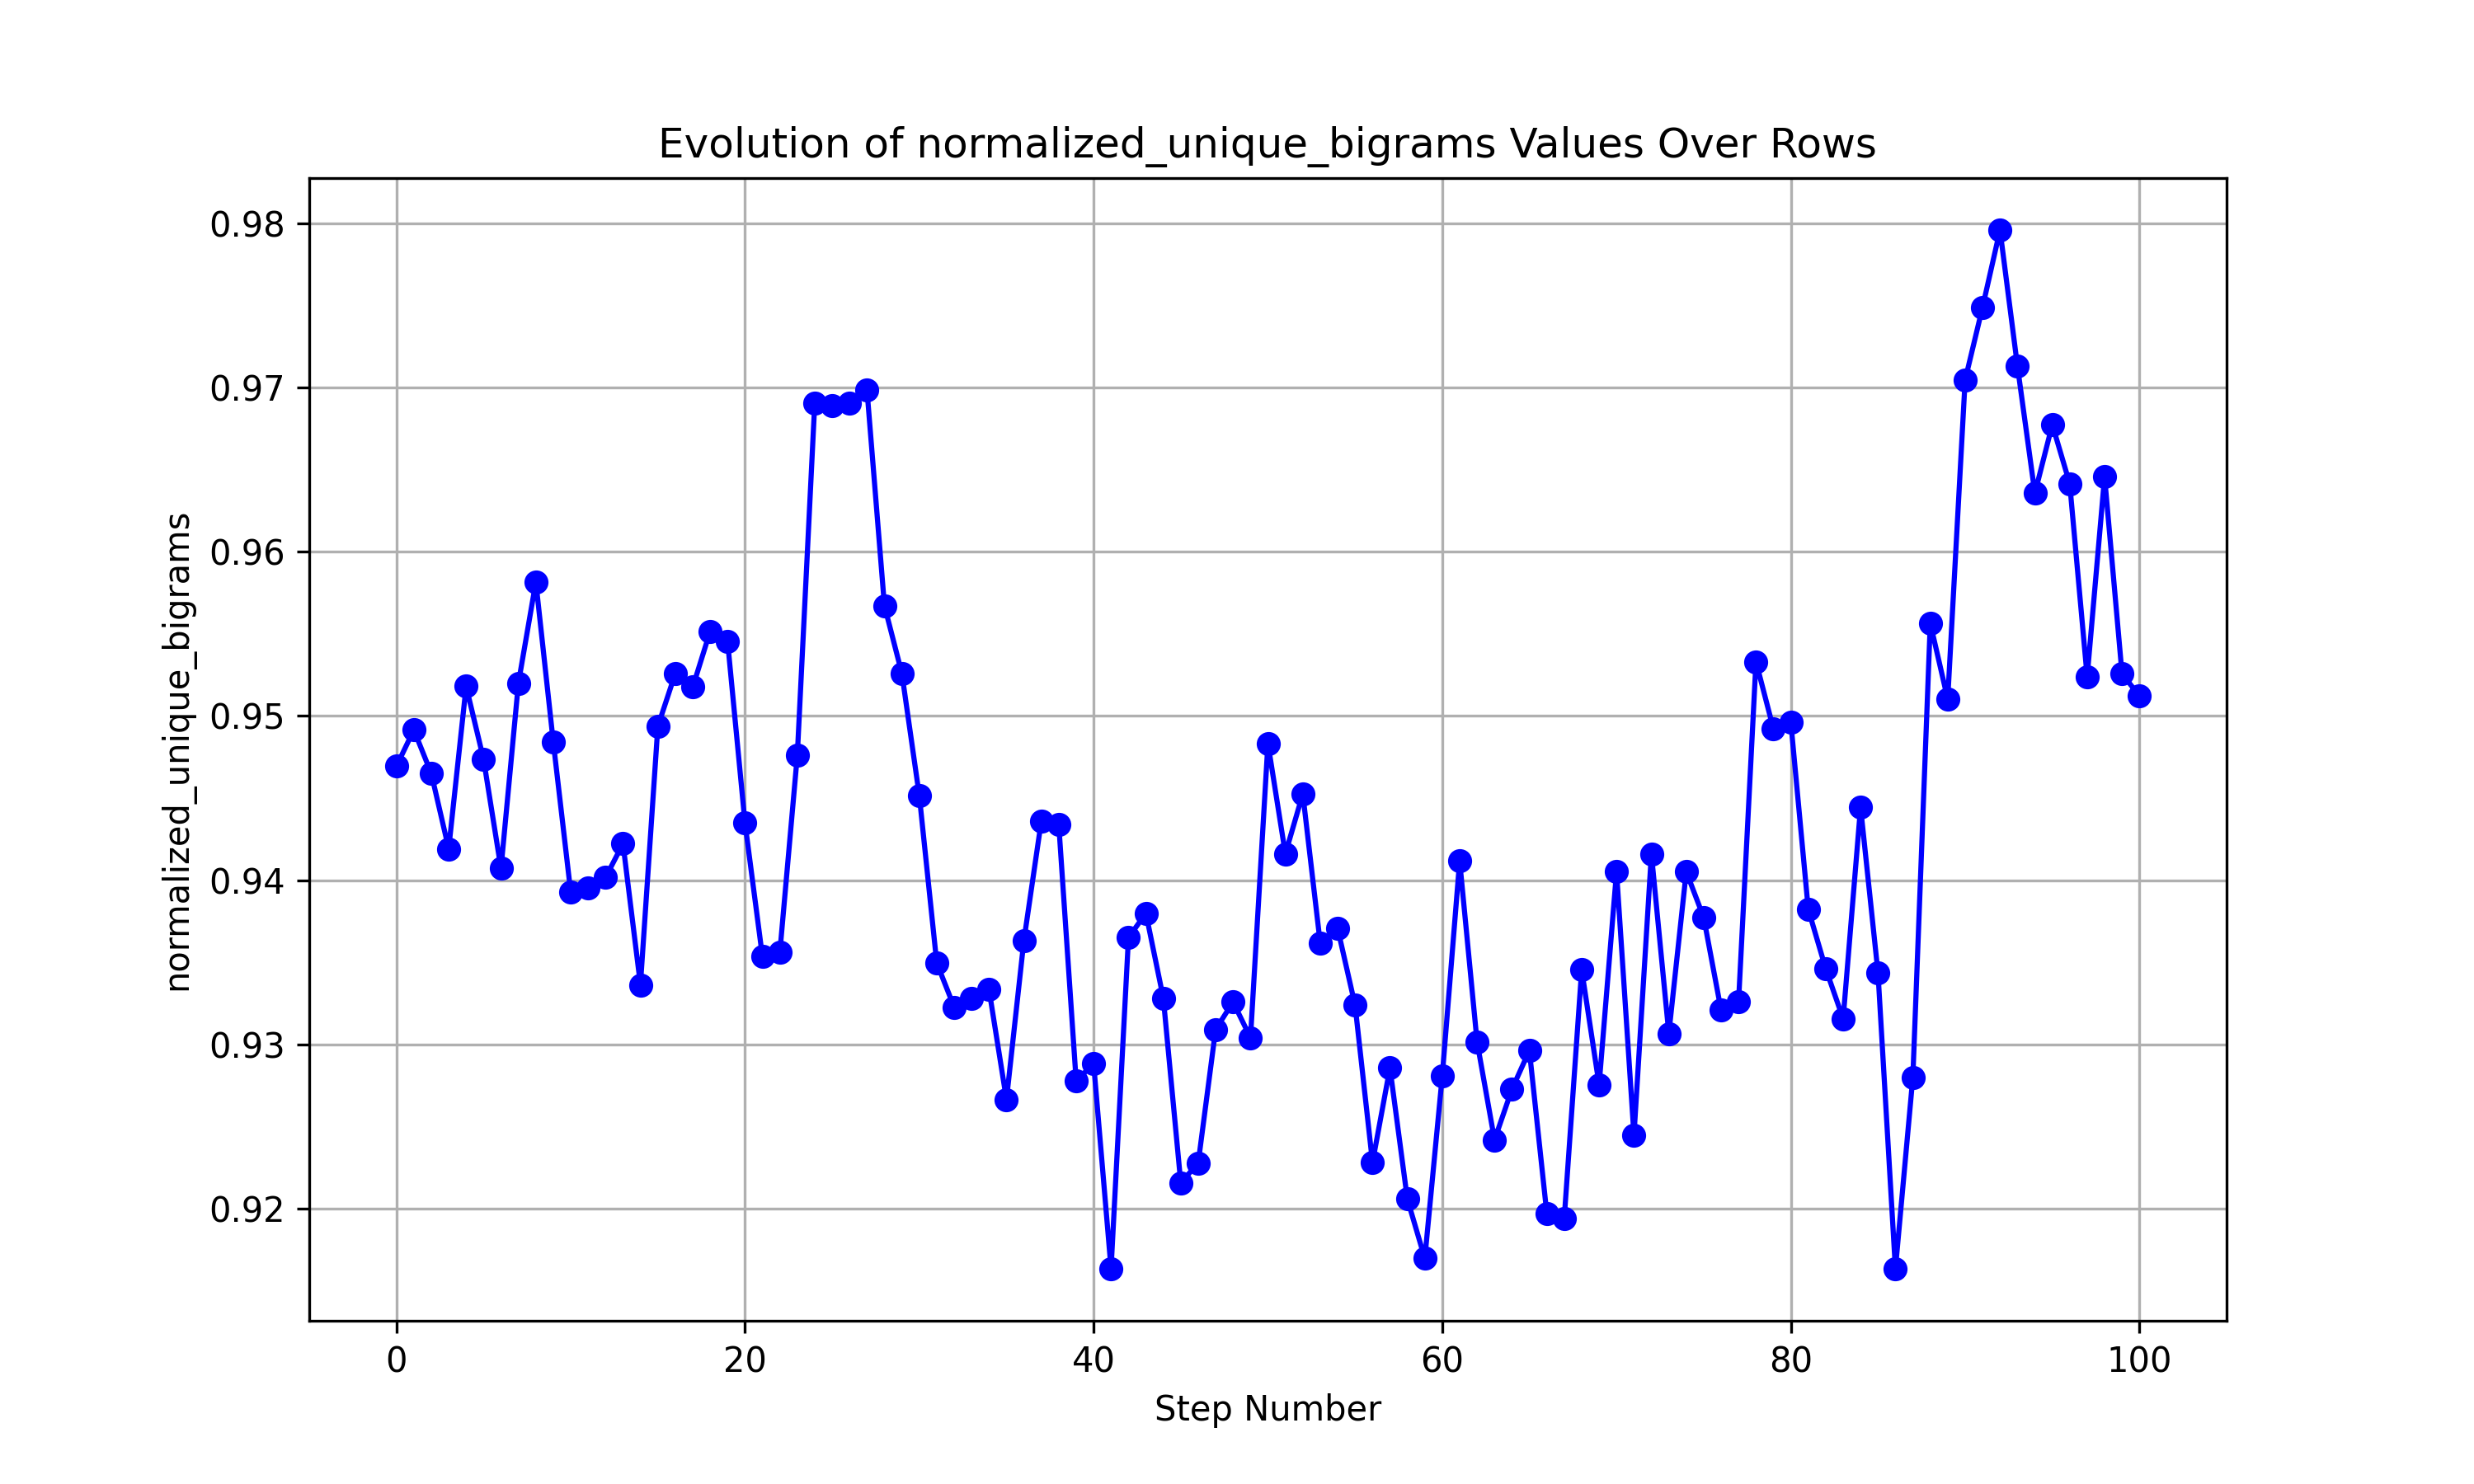 Evolution of normalized_unique_bigrams Values Over Rows
normalized_unique_bigrams
0.98
0.97
0.96
0.95
0.94
0.93
0.92
0 20 40 60 80 100
Step Number